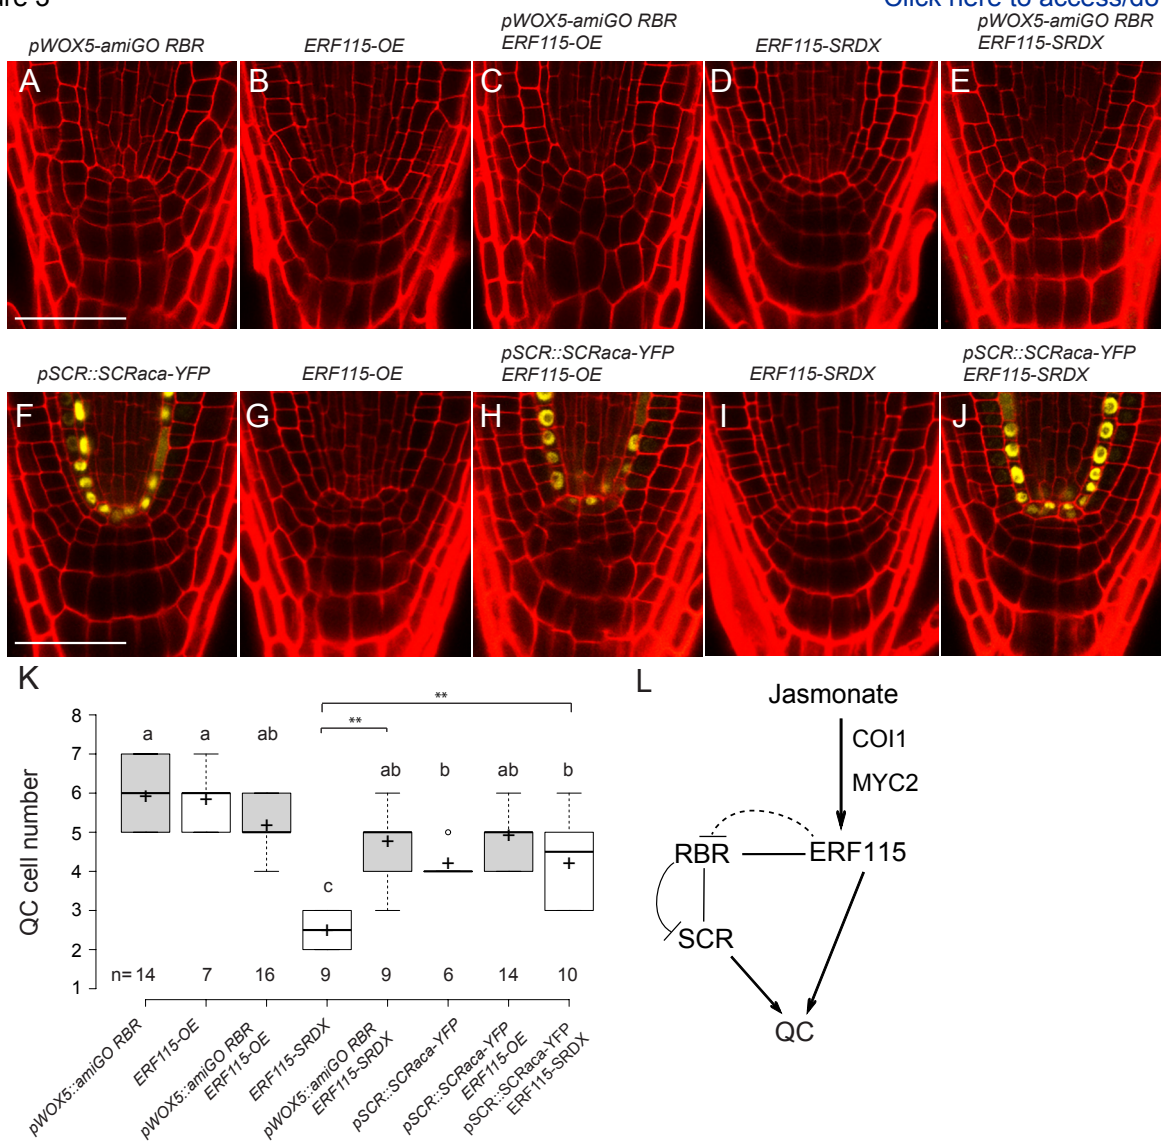 pWOX5-amiGO RBR
ERF115-OE
pWOX5-amiGO RBR
ERF115-OE
ERF115-SRDX
pWOX5-amiGO RBR
ERF115-SRDX
A
B
C
D
E
pSCR::SCRaca-YFP
ERF115-OE
pSCR::SCRaca-YFP
ERF115-OE
ERF115-SRDX
pSCR::SCRaca-YFP
ERF115-SRDX
F
G
H
I
J
K
QC cell number
8
7
6
5
4
3
2
1
a
a
ab
c
ab
b
ab
b
**
**
n= 14
7
16
9
9
6
14
10
pWOX5::amiGO RBR
ERF115-OE
pWOX5::amiGO RBR
ERF115-OE
ERF115-SRDX
pWOX5::amiGO RBR
ERF115-SRDX
pSCR::SCRaca-YFP
pSCR::SCRaca-YFP
ERF115-OE
pSCR::SCRaca-YFP
ERF115-SRDX
L
Jasmonate
COI1
MYC2
RBR
ERF115
SCR
QC